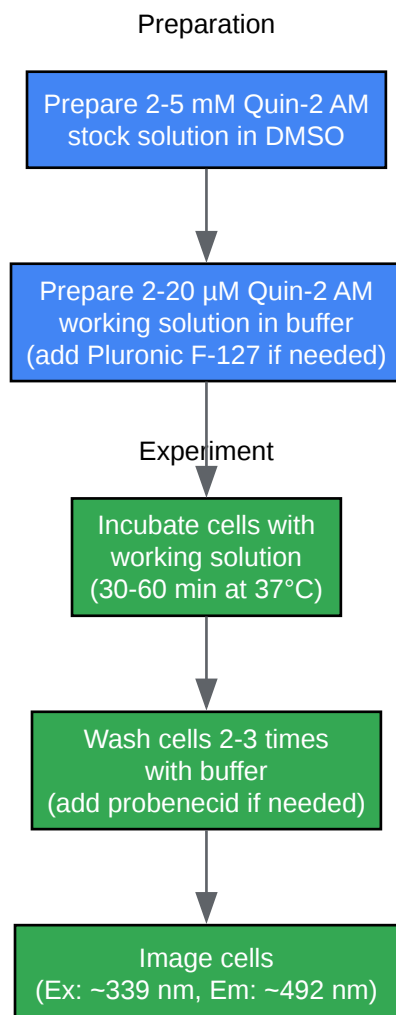 Preparation
Prepare 2-5 mM Quin-2 AM
stock solution in DMSO
Prepare 2-20 µM Quin-2 AM
working solution in buffer
(add Pluronic F-127 if needed)
Experiment
Incubate cells with
working solution
(30-60 min at 37°C)
Wash cells 2-3 times
with buffer
(add probenecid if needed)
Image cells
(Ex: ~339 nm, Em: ~492 nm)